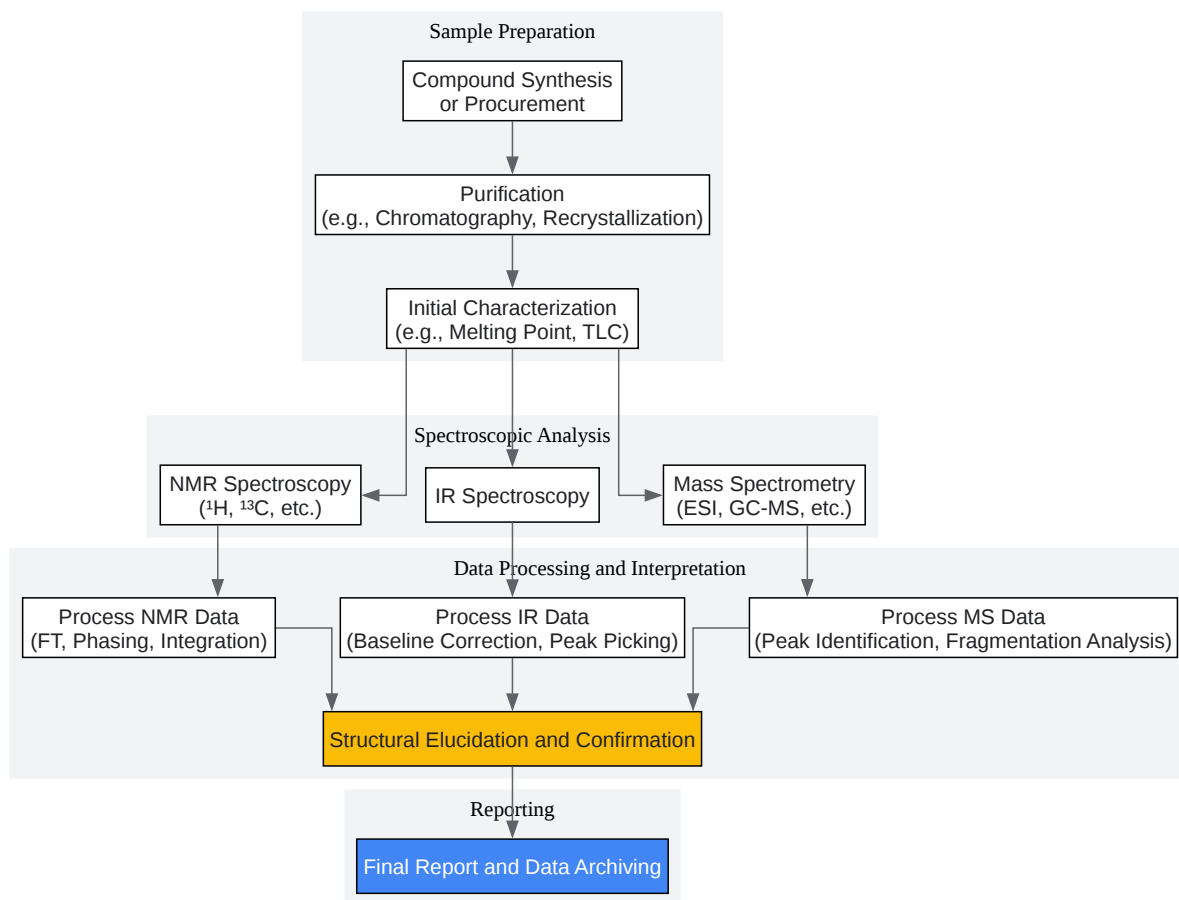 Sample Preparation
Compound Synthesis
or Procurement
Purification
(e.g., Chromatography, Recrystallization)
Initial Characterization
(e.g., Melting Point, TLC)
Spectroscopic Analysis
NMR Spectroscopy
(¹H, ¹³C, etc.)
IR Spectroscopy
Mass Spectrometry
(ESI, GC-MS, etc.)
Data Processing and Interpretation
Process NMR Data
(FT, Phasing, Integration)
Process IR Data
(Baseline Correction, Peak Picking)
Process MS Data
(Peak Identification, Fragmentation Analysis)
Structural Elucidation and Confirmation
Reporting
Final Report and Data Archiving